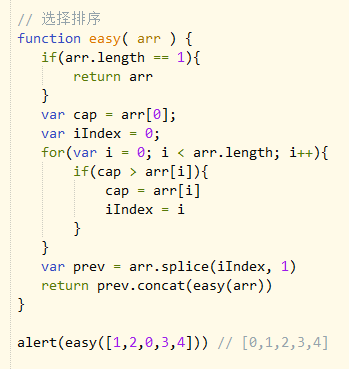 // 选择排序
function easy( arr ) {
    if(arr.length == 1){
        return arr
    }
    var cap = arr[0];
    var iIndex = 0;
    for(var i = 0; i < arr.length; i++){
        if(cap > arr[i]){
            cap = arr[i]
            iIndex = i
        }
    }
    var prev = arr.splice(iIndex, 1)
    return prev.concat(easy(arr))
}

alert(easy([1,2,0,3,4])) // [0,1,2,3,4]